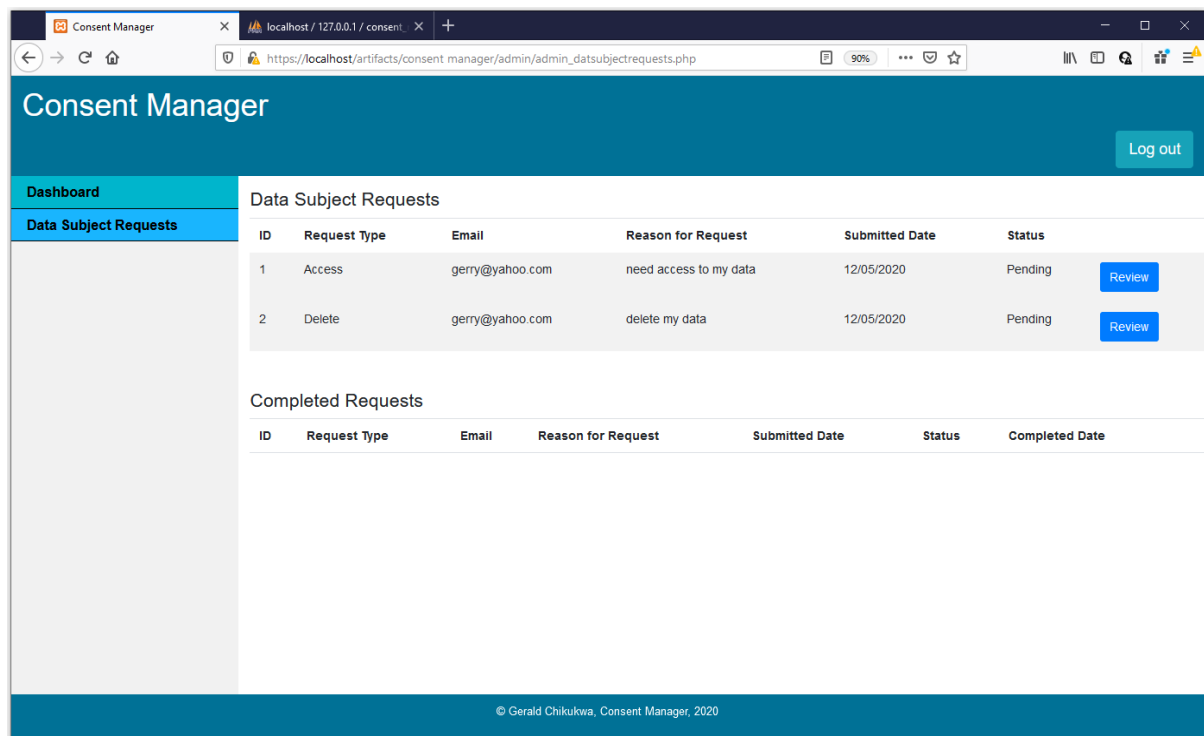 Consent Manager
localhost / 127.0.0.1 / consent_
https://localhost/artifacts/consent manager/admin/admin_datsubjectrequests.php
90%
Consent Manager
Log out
Dashboard
Data Subject Requests
Data Subject Requests
ID Request Type Email Reason for Request Submitted Date Status
1 Access gerry@yahoo.com need access to my data 12/05/2020 Pending Review
2 Delete gerry@yahoo.com delete my data 12/05/2020 Pending Review
Completed Requests
ID Request Type Email Reason for Request Submitted Date Status Completed Date
© Gerald Chikukwa, Consent Manager, 2020